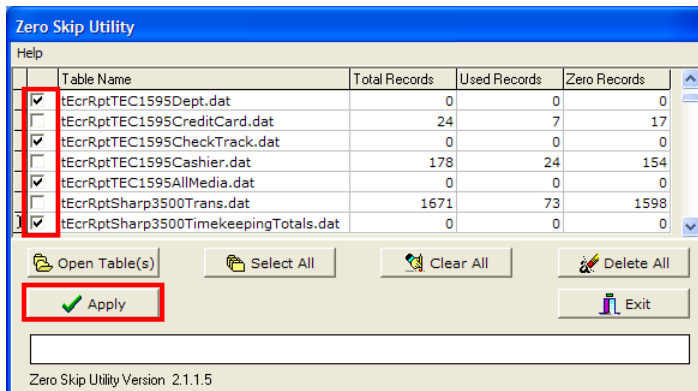 Zero Skip Utility
Help
Table Name Total Records Used Records Zero Records
tEcrRptTEC1595Dept.dat 0 0 0
tEcrRptTEC1595CreditCard.dat 24 7 17
tEcrRptTEC1595CheckTrack.dat 0 0 0
tEcrRptTEC1595Cashier.dat 178 24 154
tEcrRptTEC1595AllMedia.dat 0 0 0
tEcrRptSharp3500Trans.dat 1671 73 1598
tEcrRptSharp3500TimekeepingTotals.dat 0 0 0
Open Table(s) Select All Clear All Delete All
Apply Exit
Zero Skip Utility Version 2.1.1.5